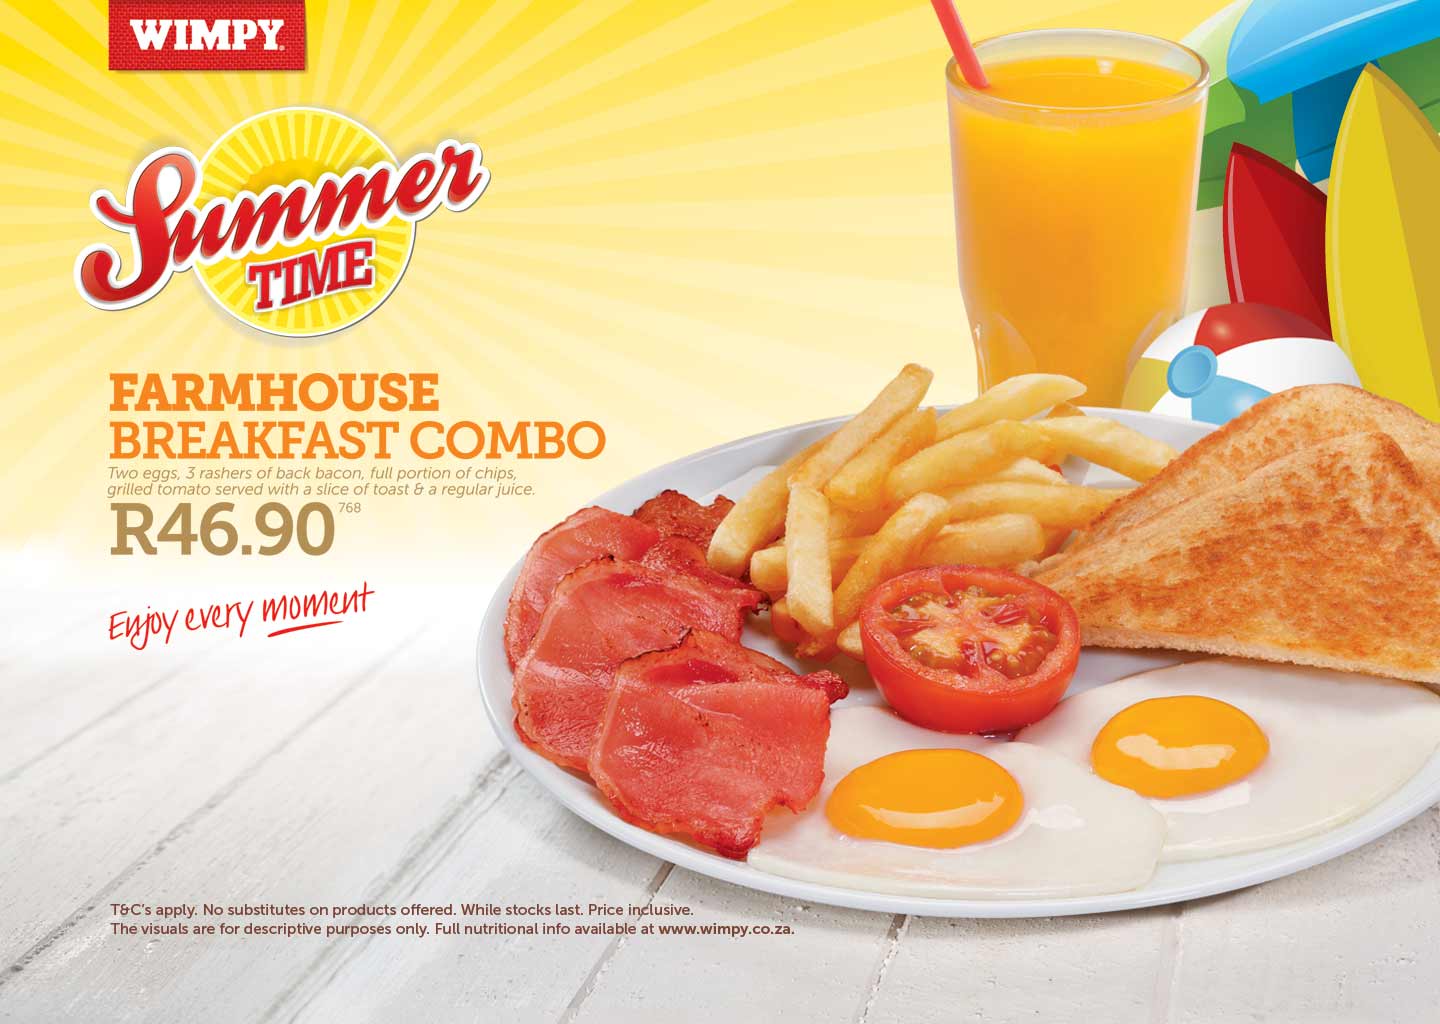 WIMPY
Summer
TIME
FARMHOUSE
BREAKFAST COMBO
Two eggs, 3 rashers of back bacon, full portion of chips,
grilled tomato served with a slice of toast & a regular juice.
R46.90 768
Enjoy every moment
T&C's apply. No substitutes on products offered. While stocks last. Price inclusive.
The visuals are for descriptive purposes only. Full nutritional info available at www.wimpy.co.za.